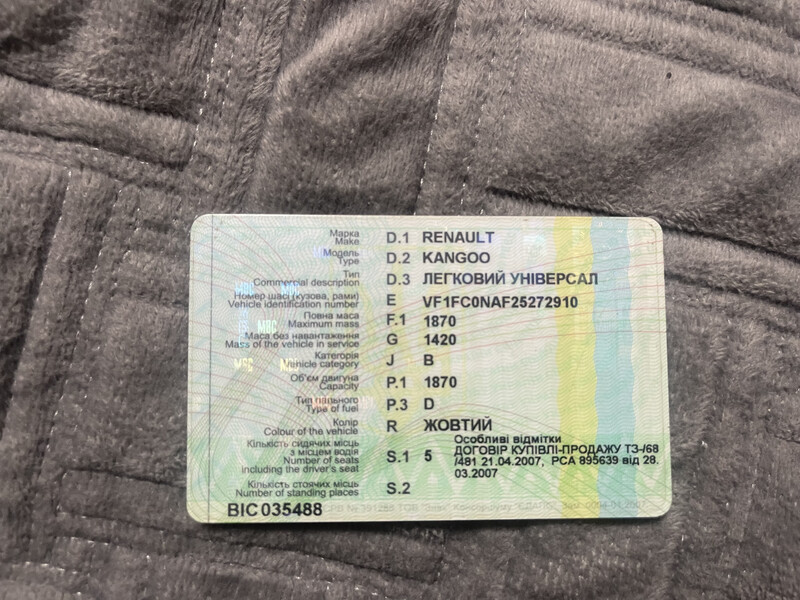 Марка
Make D.1 RENAULT
Модель
Type D.2 KANGOO
Тип
Commercial description D.3 ЛЕГКОВИЙ УНІВЕРСАЛ
Номер шасі (кузова, рами)
Vehicle identification number E VF1FC0NAF25272910
Повна маса
Maximum mass F.1 1870
Маса без навантаження
Mass of the vehicle in service G 1420
Категорія
Vehicle category J B
Об'єм двигуна
Capacity P.1 1870
Тип пального
Type of fuel P.3 D
Колір
Colour of the vehicle R ЖОВТИЙ
Кількість сидячих місць
з місцем водія
Number of seats
including the driver's seat S.1 5
Особливі відмітки
ДОГОВІР КУПІВЛІ-ПРОДАЖУ ТЗ-/68
/481 21.04.2007, РСА 895639 від 28.
03.2007
Кількість стоячих місць
Number of standing places S.2
ВІС 035488